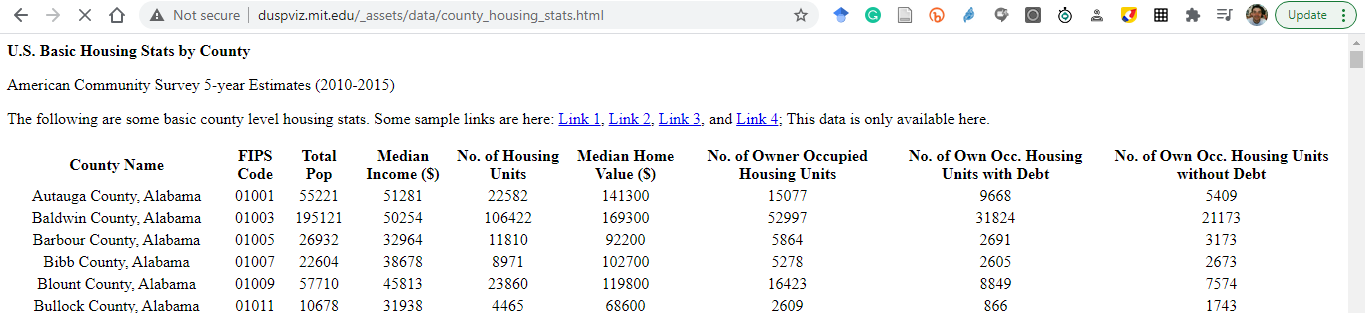 Not secure | duspviz.mit.edu/_assets/data/county_housing_stats.html
Update
U.S. Basic Housing Stats by County
American Community Survey 5-year Estimates (2010-2015)
The following are some basic county level housing stats. Some sample links are here: Link 1, Link 2, Link 3, and Link 4; This data is only available here.
County Name FIPS Code Total Pop Median Income ($) No. of Housing Units Median Home Value ($) No. of Owner Occupied Housing Units No. of Own Occ. Housing Units with Debt No. of Own Occ. Housing Units without Debt
Autauga County, Alabama 01001 55221 51281 22582 141300 15077 9668 5409
Baldwin County, Alabama 01003 195121 50254 106422 169300 52997 31824 21173
Barbour County, Alabama 01005 26932 32964 11810 92200 5864 2691 3173
Bibb County, Alabama 01007 22604 38678 8971 102700 5278 2605 2673
Blount County, Alabama 01009 57710 45813 23860 119800 16423 8849 7574
Bullock County, Alabama 01011 10678 31938 4465 68600 2609 866 1743